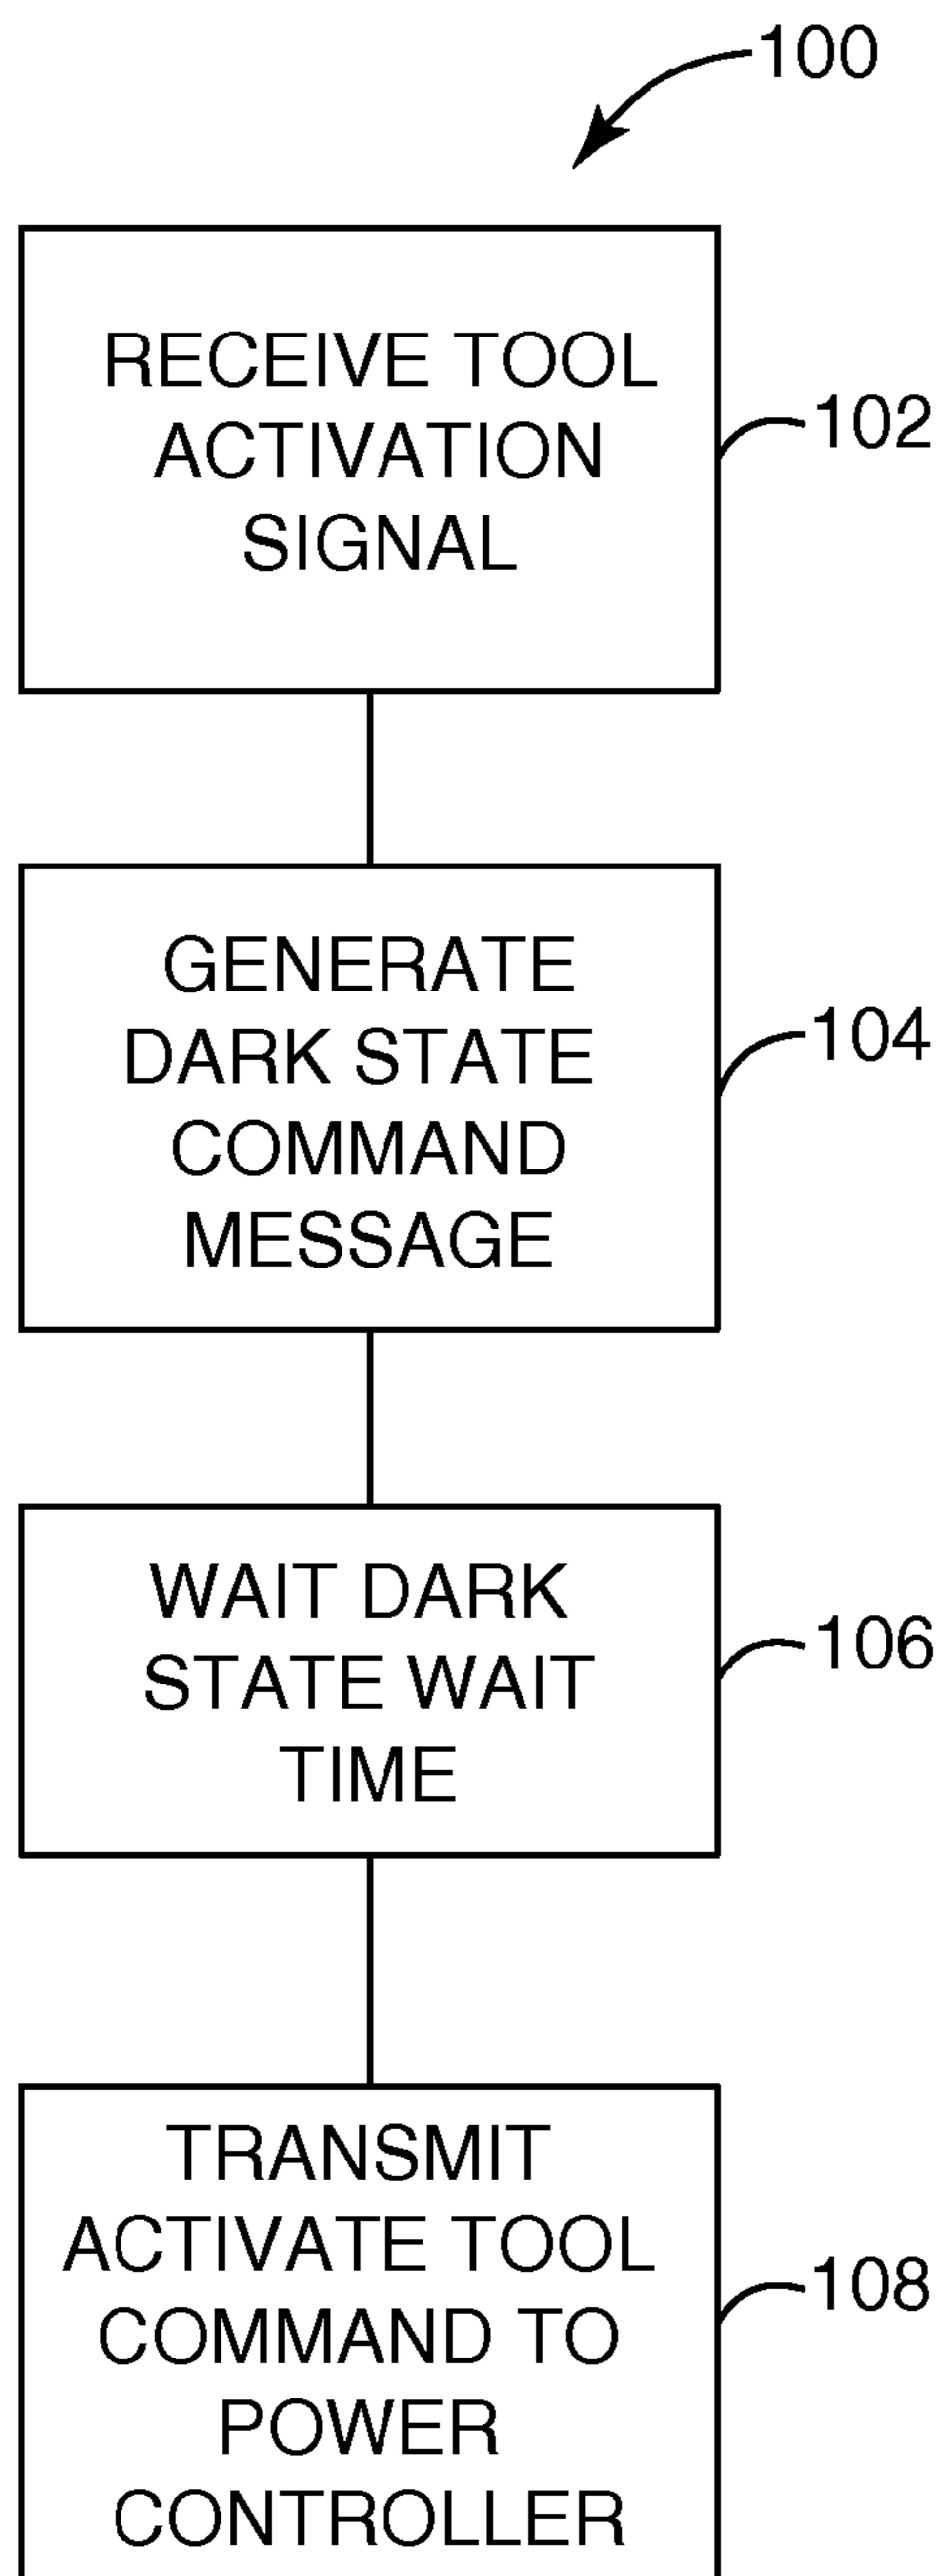 100
RECEIVE TOOL
ACTIVATION
SIGNAL
102
GENERATE
DARK STATE
COMMAND
MESSAGE
104
WAIT DARK
STATE WAIT
TIME
106
TRANSMIT
ACTIVATE TOOL
COMMAND TO
POWER
CONTROLLER
108